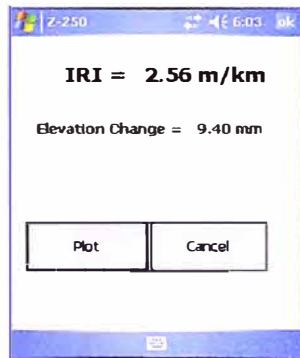 Z-250 6:03 ok
IRI = 2.56 m/km
Elevation Change = 9.40 mm
Plot Cancel